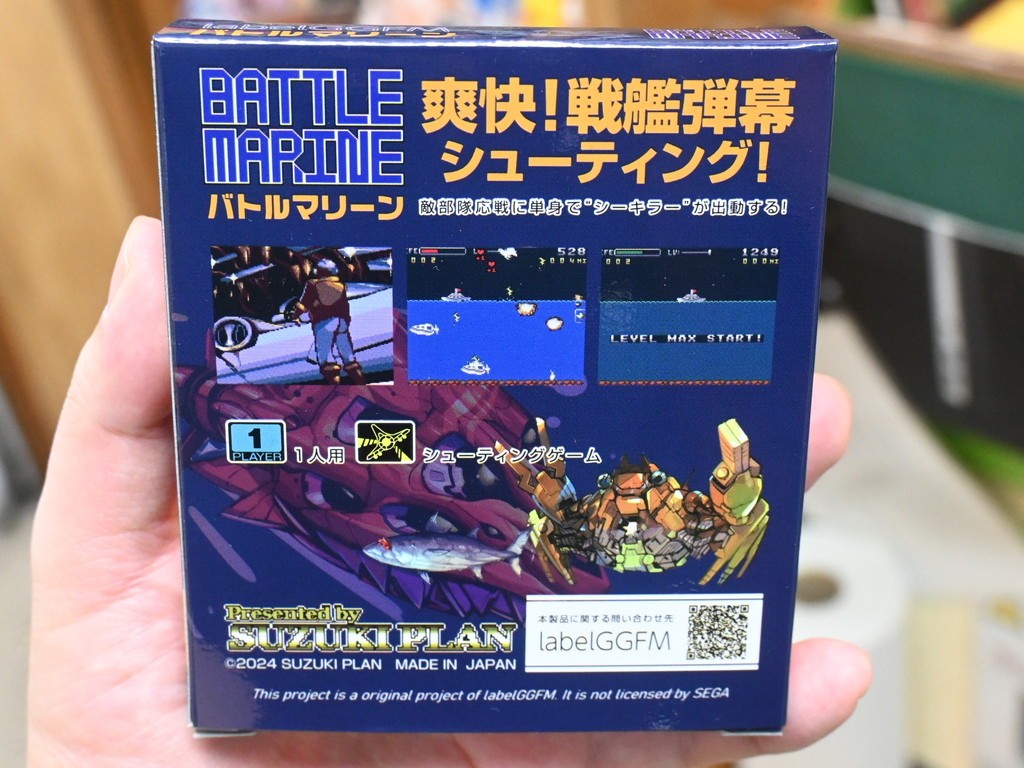 BATTLE
MARINE
バトルマリーン
爽快!戦艦弾幕
シューティング!
敵部隊応戦に単身で"シーキラー"が出動する!
528
002
004HI
LV:
1249
002
000HI
LEVEL MAX START!
1
PLAYER
1人用
シューティングゲーム
Presented by
SUZUKI PLAN
©2024 SUZUKI PLAN MADE IN JAPAN
本製品に関する問い合わせ先
labelGGFM
This project is a original project of labelGGFM. It is not licensed by SEGA